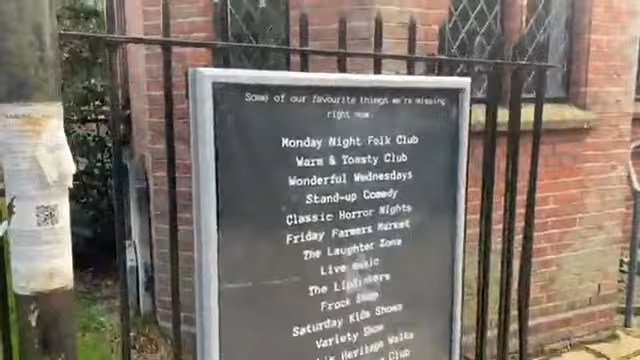 Some of our favourite things we're missing
right now:
Monday Night Folk Club
Warm & Toasty Club
Wonderful Wednesdays
Stand-up Comedy
Classic Horror Nights
Friday Farmers Market
The Laughter Zone
Live music
The Liplinters
Frock Swap
Saturday Kids Shows
Variety Show
Heritage Walks
Club